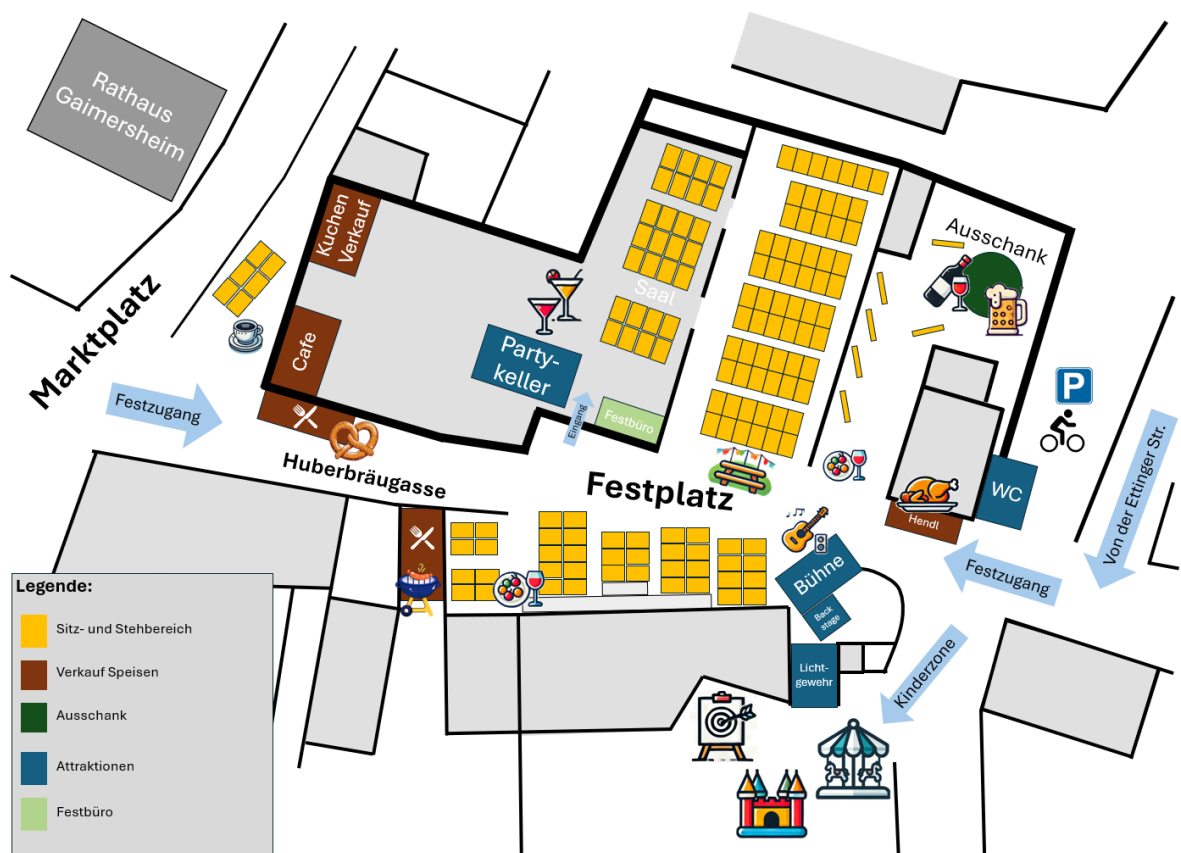 Rathaus
Gaimersheim
Marktplatz
Festzugang
Kuchen
Verkauf
Cafe
Party-
keller
Eingang
Saal
Festbüro
Ausschank
P
Von der Ettinger Str.
WC
Hendl
Festzugang
Huberbräugasse
Festplatz
Bühne
Back
stage
Licht-
gewehr
Kinderzone
Legende:
Sitz- und Stehbereich
Verkauf Speisen
Ausschank
Attraktionen
Festbüro